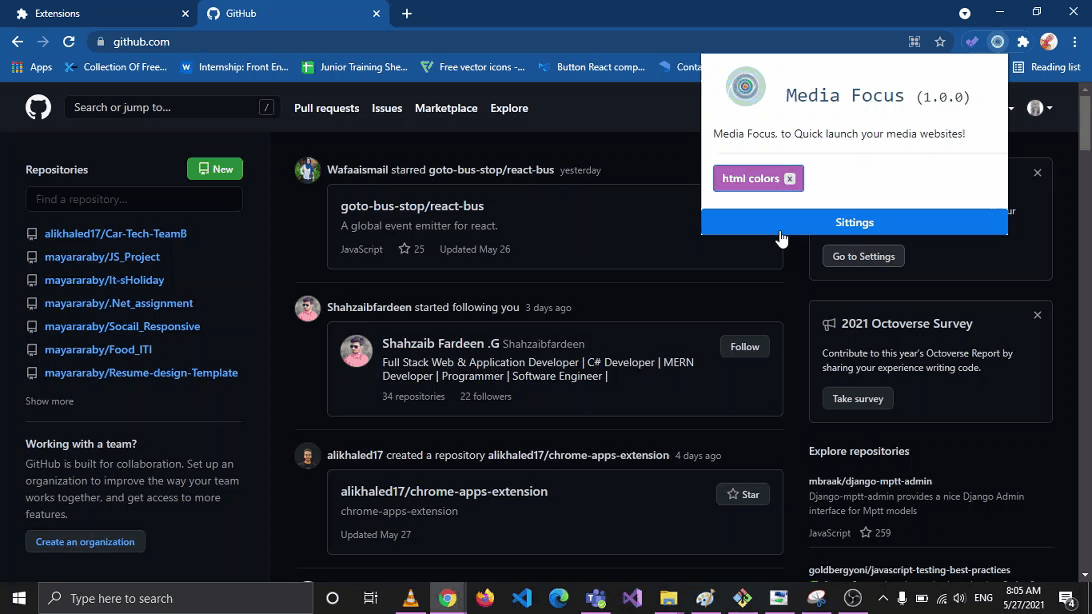 Extensions
GitHub
github.com
Apps
Collection Of Free...
Internship: Front En...
Junior Training She...
Free vector icons -...
Button React comp...
Conta
Reading list
Search or jump to...
/
Pull requests
Issues
Marketplace
Explore
Media Focus (1.0.0)
Media Focus, to Quick launch your media websites!
html colors x
Sittings
Repositories
New
Find a repository...
alikhaled17/Car-Tech-TeamB
mayararaby/JS_Project
mayararaby/It-sHoliday
mayararaby/.Net_assignment
mayararaby/Socail_Responsive
mayararaby/Food_ITI
mayararaby/Resume-design-Template
Show more
Working with a team?
GitHub is built for collaboration. Set up an
organization to improve the way your team
works together, and get access to more
features.
Create an organization
Wafaaismail starred goto-bus-stop/react-bus yesterday
goto-bus-stop/react-bus
A global event emitter for react.
JavaScript 25 Updated May 26
Shahzaibfardeen started following you 3 days ago
Shahzaib Fardeen .G Shahzaibfardeen
Follow
Full Stack Web & Application Developer | C# Developer | MERN
Developer | Programmer | Software Engineer |
34 repositories 22 followers
alikhaled17 created a repository alikhaled17/chrome-apps-extension 4 days ago
alikhaled17/chrome-apps-extension
Star
chrome-apps-extension
Updated May 27
ur
Go to Settings
2021 Octoverse Survey
Contribute to this year's Octoverse Report by
sharing your experience writing code.
Take survey
Explore repositories
mbraak/django-mptt-admin
Django-mptt-admin provides a nice Django Admin
interface for Mptt models
JavaScript 259
goldbergyoni/javascript-testing-best-practices
Type here to search
ENG
8:05 AM
5/27/2021